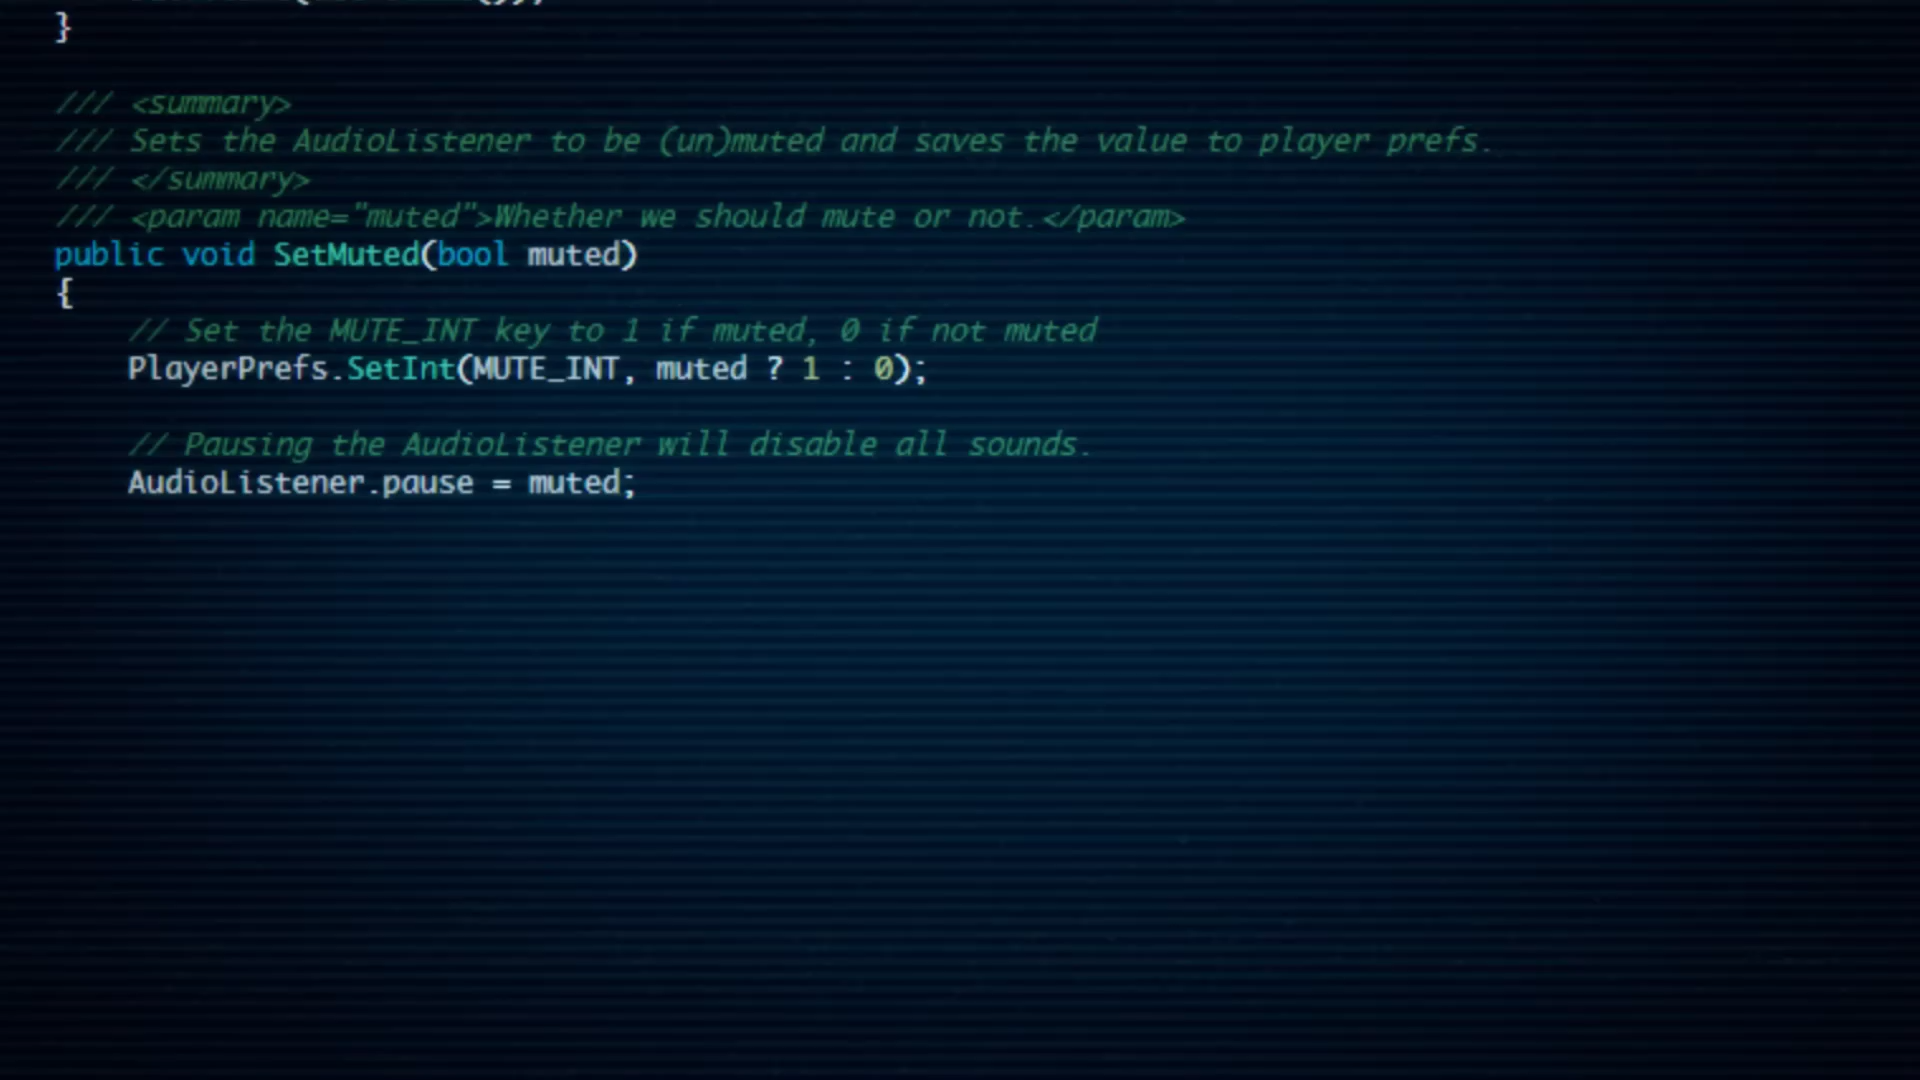 }
/// <summary>
/// Sets the AudioListener to be (un)muted and saves the value to player prefs.
/// </summary>
/// <param name="muted">Whether we should mute or not.</param>
public void SetMuted(bool muted)
{
// Set the MUTE_INT key to 1 if muted, 0 if not muted
PlayerPrefs.SetInt(MUTE_INT, muted ? 1 : 0);
// Pausing the AudioListener will disable all sounds.
AudioListener.pause = muted;